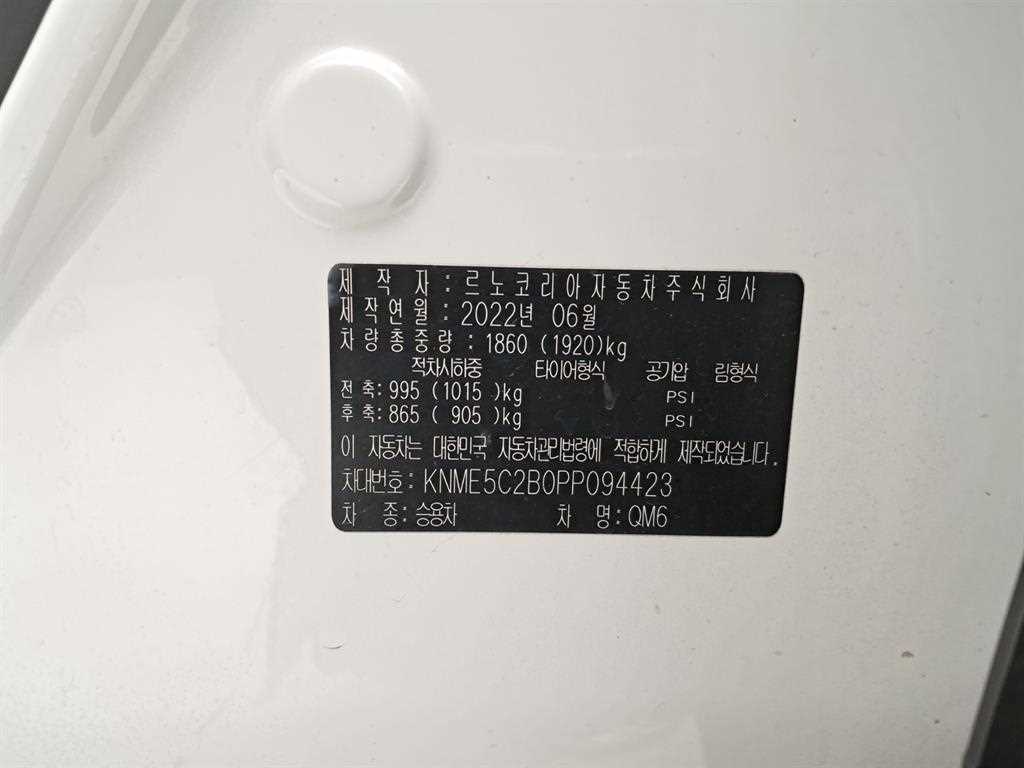 제 작 자 : 르노코리아자동차주식회사
제작연월 : 2022년 06월
차량총중량 : 1860 (1920)kg
적차시하중 타이어형식 공기압 림형식
전 축: 995 (1015 )kg PSI
후 축: 865 ( 905)kg PSI
이 자동차는 대한민국 자동차관리법령에 적합하게 제작되었습니다.
차대번호: KNME5C2B0PP094423
차 종: 승용차 차 명: QM6